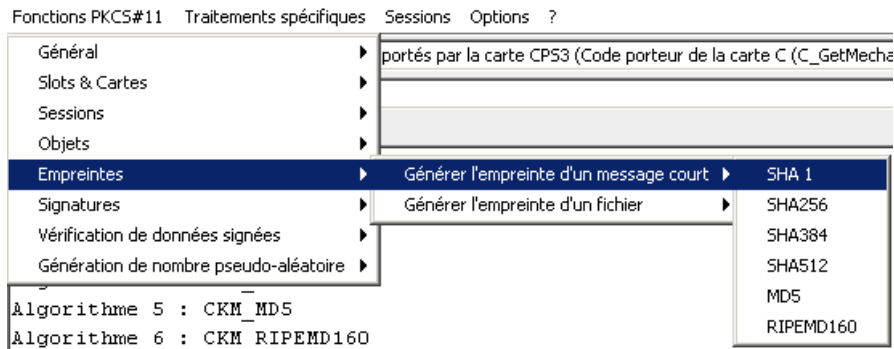 Fonctions PKCS#11 Traitements spécifiques Sessions Options ?
Général
portés par la carte CPS3 (Code porteur de la carte C (C_GetMecha
Slots & Cartes
Sessions
Objets
Empreintes
Générer l'empreinte d'un message court
SHA 1
Signatures
Générer l'empreinte d'un fichier
SHA256
Vérification de données signées
SHA384
Génération de nombre pseudo-aléatoire
SHA512
MD5
RIPEMD160
Algorithme 5 : CKM_MD5
Algorithme 6 : CKM_RIPEMD160